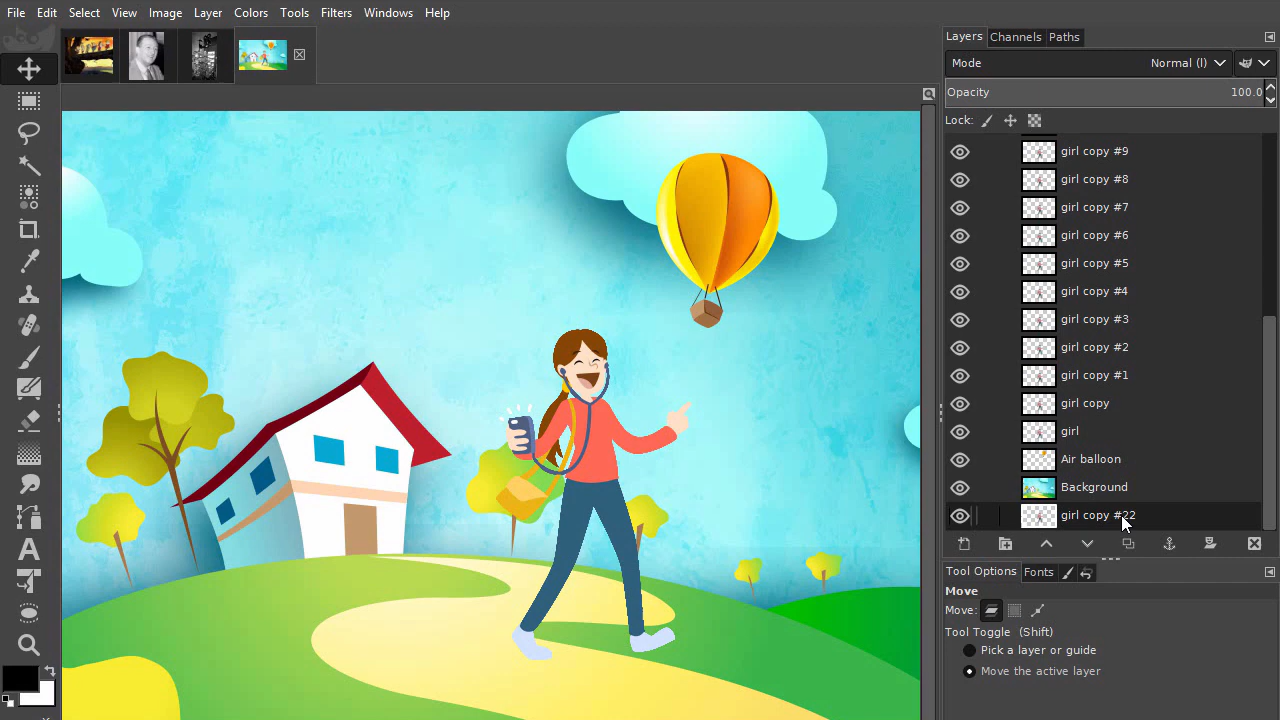 File Edit Select View Image Layer Colors Tools Filters Windows Help
Layers Channels Paths
Mode Normal (l)
Opacity 100.0
Lock:
girl copy #9
girl copy #8
girl copy #7
girl copy #6
girl copy #5
girl copy #4
girl copy #3
girl copy #2
girl copy #1
girl copy
girl
Air balloon
Background
girl copy #22
Tool Options Fonts
Move
Move:
Tool Toggle (Shift)
Pick a layer or guide
Move the active layer